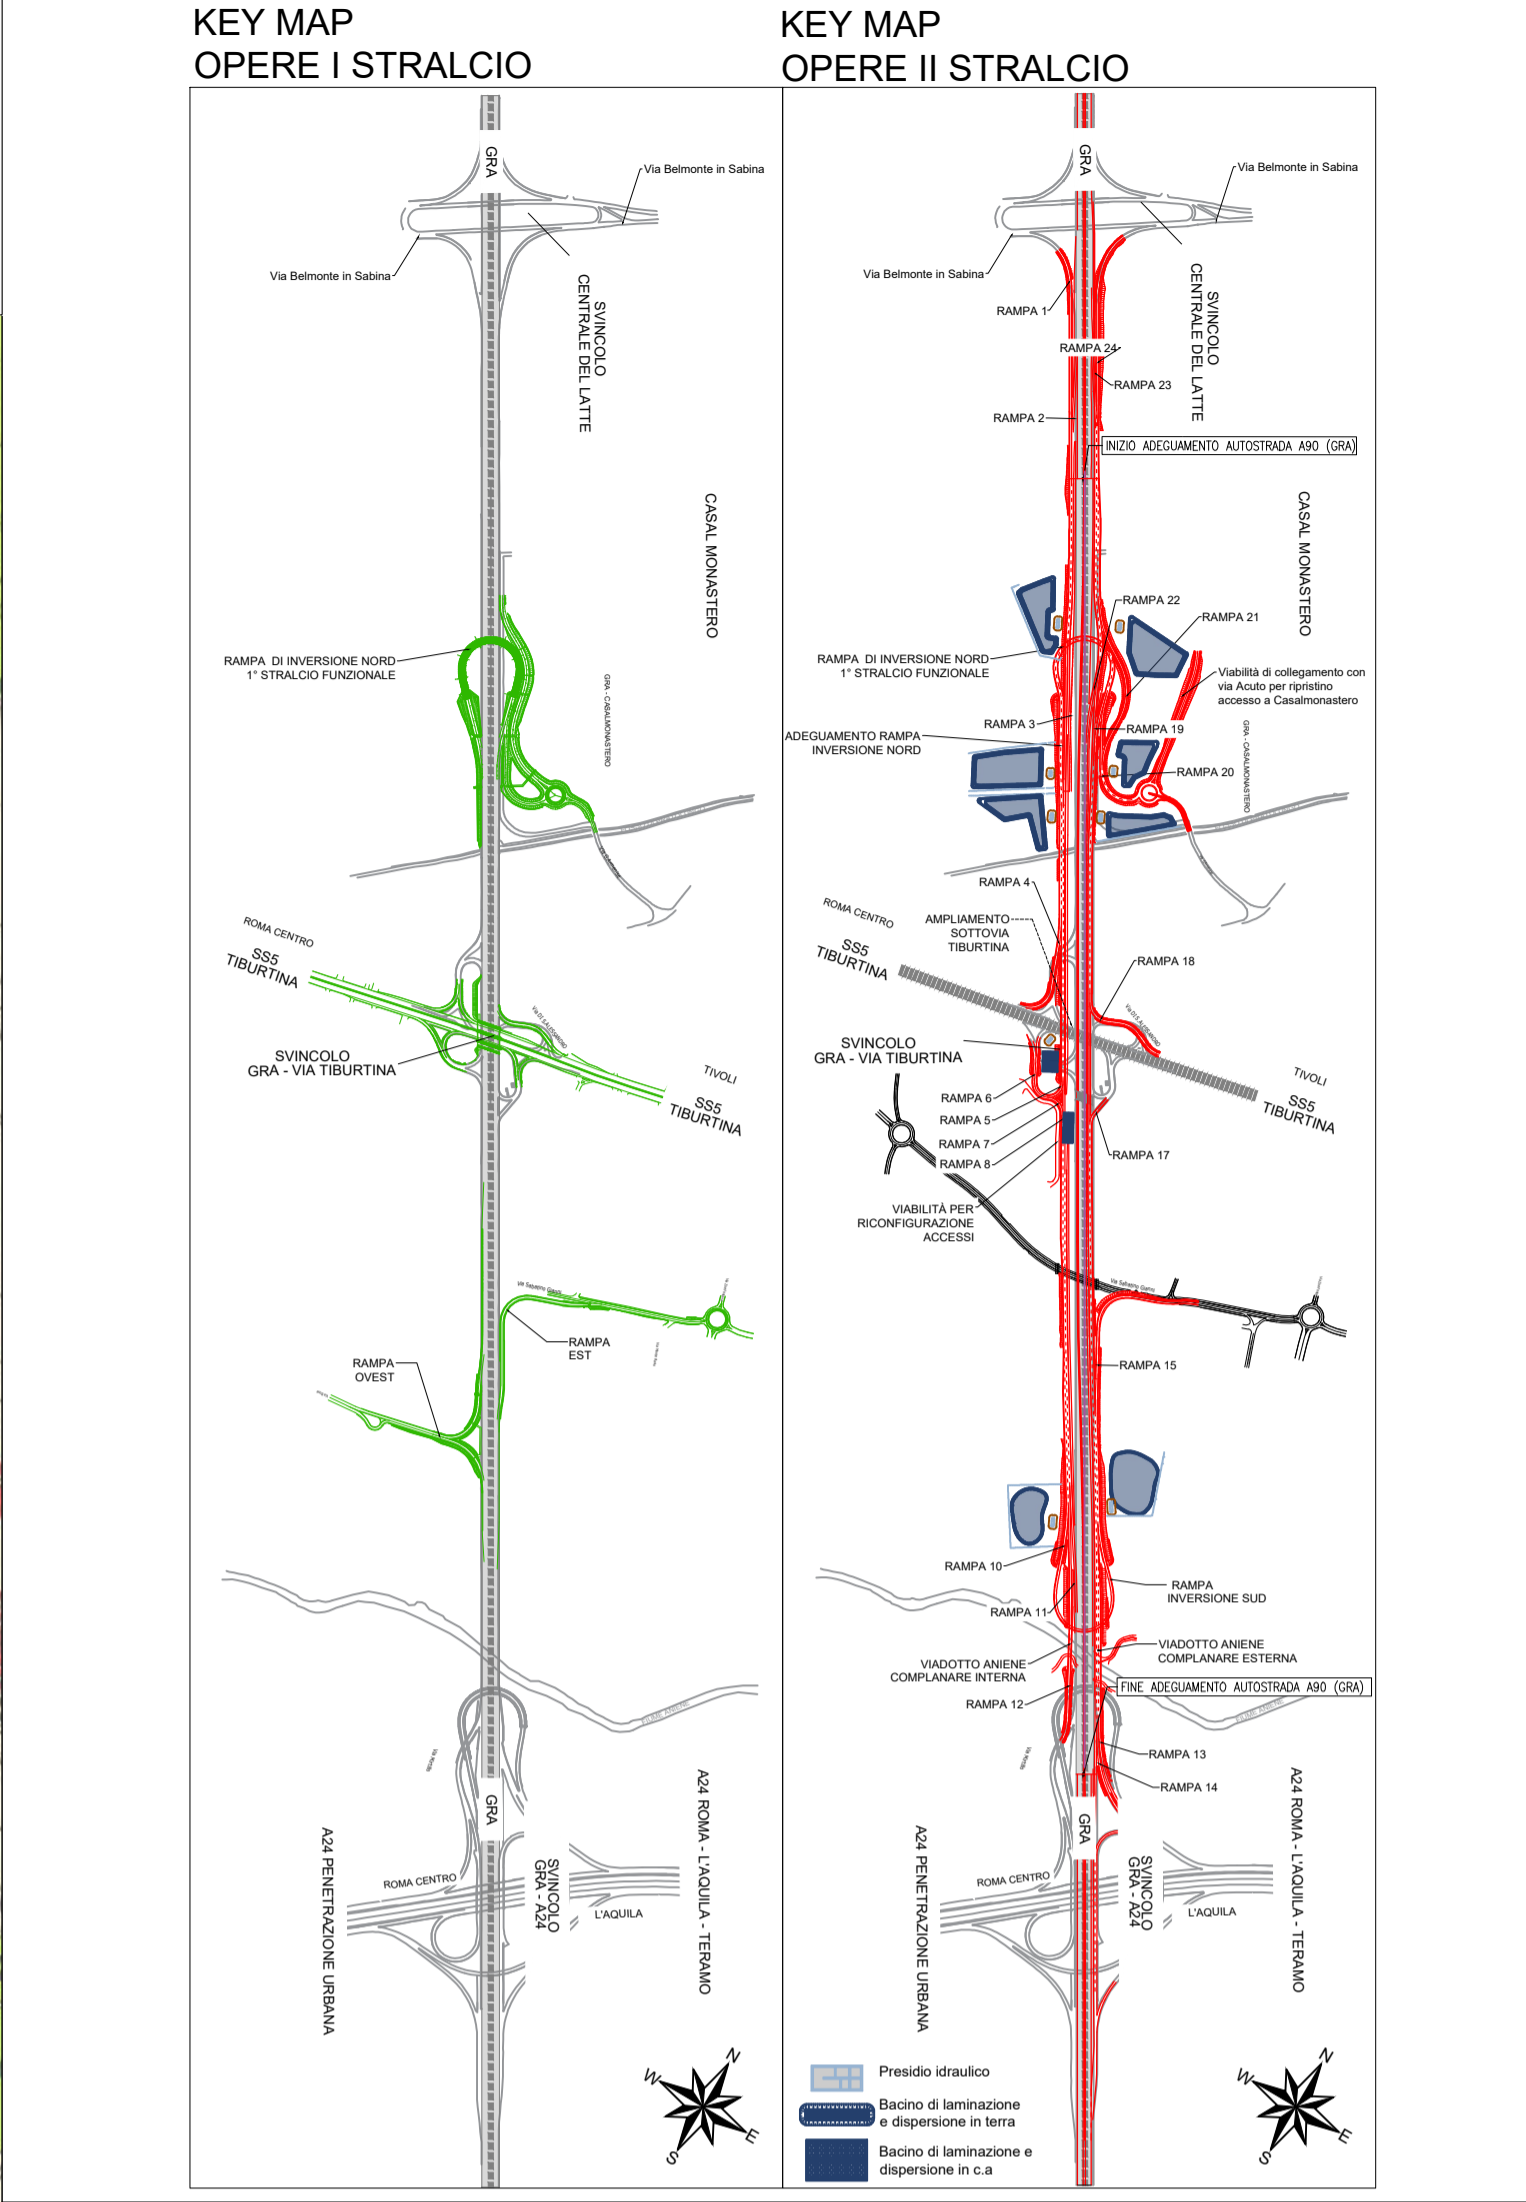 KEY MAP
OPERE I STRALCIO
GRA
Via Belmonte in Sabina
Via Belmonte in Sabina
SVINCOLO
CENTRALE DEL LATTE
CASAL MONASTERO
RAMPA DI INVERSIONE NORD
1° STRALCIO FUNZIONALE
GRA - CASALMONASTERO
ROMA CENTRO
SS5
TIBURTINA
SVINCOLO
GRA - VIA TIBURTINA
TIVOLI
SS5
TIBURTINA
RAMPA
EST
RAMPA
OVEST
FIUME ANIENE
GRA
A24 ROMA - L'AQUILA - TERAMO
A24 PENETRAZIONE URBANA
ROMA CENTRO
SVINCOLO
GRA - A24
L'AQUILA
N
W
E
S
KEY MAP
OPERE II STRALCIO
GRA
Via Belmonte in Sabina
Via Belmonte in Sabina
RAMPA 1
SVINCOLO
CENTRALE DEL LATTE
RAMPA 24
RAMPA 23
RAMPA 2
INIZIO ADEGUAMENTO AUTOSTRADA A90 (GRA)
CASAL MONASTERO
RAMPA 22
RAMPA 21
RAMPA DI INVERSIONE NORD
1° STRALCIO FUNZIONALE
Viabilità di collegamento con
via Acuto per ripristino
accesso a Casalmonastero
RAMPA 3
RAMPA 19
ADEGUAMENTO RAMPA
INVERSIONE NORD
GRA - CASALMONASTERO
RAMPA 20
RAMPA 4
ROMA CENTRO
AMPLIAMENTO
SOTTOVIA
TIBURTINA
SS5
TIBURTINA
RAMPA 18
SVINCOLO
GRA - VIA TIBURTINA
TIVOLI
SS5
TIBURTINA
RAMPA 6
RAMPA 5
RAMPA 7
RAMPA 8
RAMPA 17
VIABILITÀ PER
RICONFIGURAZIONE
ACCESSI
RAMPA 15
RAMPA 10
RAMPA
INVERSIONE SUD
RAMPA 11
VIADOTTO ANIENE
COMPLANARE ESTERNA
VIADOTTO ANIENE
COMPLANARE INTERNA
FINE ADEGUAMENTO AUTOSTRADA A90 (GRA)
RAMPA 12
RAMPA 13
RAMPA 14
GRA
A24 ROMA - L'AQUILA - TERAMO
A24 PENETRAZIONE URBANA
ROMA CENTRO
SVINCOLO
GRA - A24
L'AQUILA
Presidio idraulico
Bacino di laminazione
e dispersione in terra
Bacino di laminazione e
dispersione in c.a
N
W
E
S